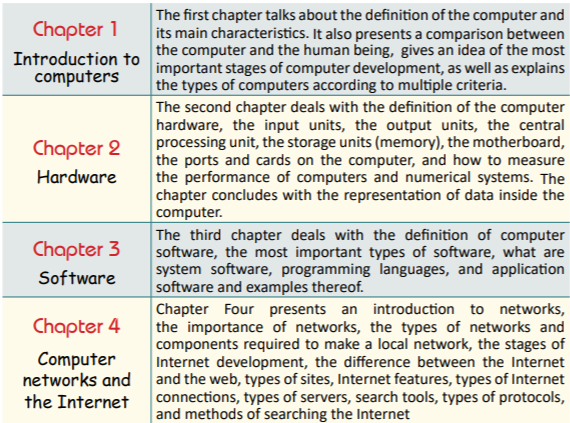 Chapter 1
Introduction to
computers
The first chapter talks about the definition of the computer and
its main characteristics. It also presents a comparison between
the computer and the human being, gives an idea of the most
important stages of computer development, as well as explains
the types of computers according to multiple criteria.
Chapter 2
Hardware
The second chapter deals with the definition of the computer
hardware, the input units, the output units, the central
processing unit, the storage units (memory), the motherboard,
the ports and cards on the computer, and how to measure
the performance of computers and numerical systems. The
chapter concludes with the representation of data inside the
computer.
Chapter 3
Software
The third chapter deals with the definition of computer
software, the most important types of software, what are
system software, programming languages, and application
software and examples thereof.
Chapter 4
Computer
networks and
the Internet
Chapter Four presents an introduction to networks,
the importance of networks, the types of networks and
components required to make a local network, the stages of
Internet development, the difference between the Internet
and the web, types of sites, Internet features, types of Internet
connections, types of servers, search tools, types of protocols,
and methods of searching the Internet